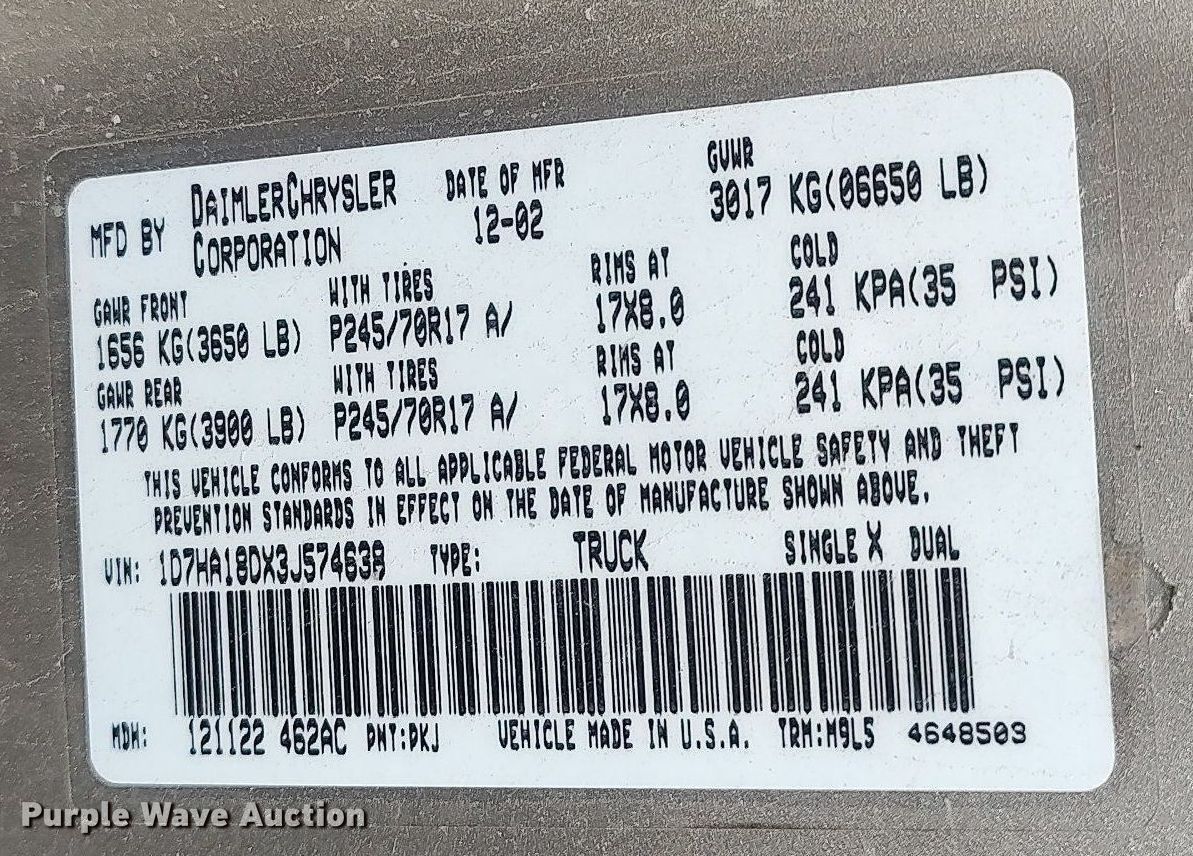 MFD BY DAIMLERCHRYSLER CORPORATION DATE OF MFR 12-02 GVWR 3017 KG(06650 LB)
GAWR FRONT WITH TIRES RIMS AT COLD
1656 KG(3650 LB) P245/70R17 A/ 17X8.0 241 KPA(35 PSI)
GAWR REAR WITH TIRES RIMS AT COLD
1770 KG(3900 LB) P245/70R17 A/ 17X8.0 241 KPA(35 PSI)
THIS VEHICLE CONFORMS TO ALL APPLICABLE FEDERAL MOTOR VEHICLE SAFETY AND THEFT
PREVENTION STANDARDS IN EFFECT ON THE DATE OF MANUFACTURE SHOWN ABOVE.
VIN: 1D7HA18DX3J574638 TYPE: TRUCK SINGLE X DUAL
MDH: 121122 462AC PNT:PKJ VEHICLE MADE IN U.S.A. TRM:M9L5 4648503
Purple Wave Auction